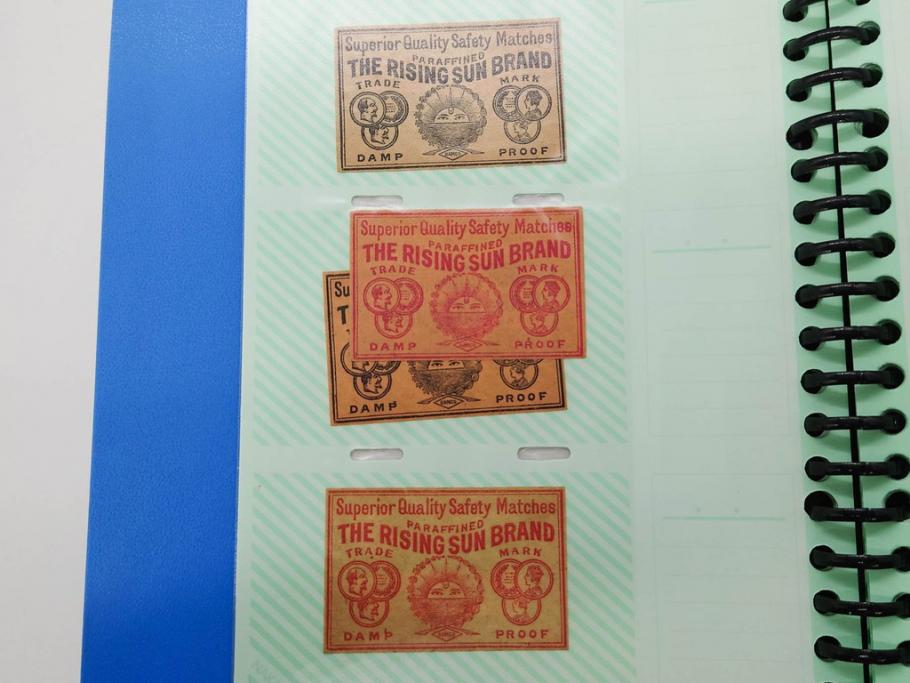 Superior Quality Safety Matches
PARAFFINED
THE RISING SUN BRAND
TRADE MARK
DAMP PROOF
Superior Quality Safety Matches
PARAFFINED
THE RISING SUN BRAND
TRADE MARK
DAMP PROOF
Su
T
DAMP PROOF
Superior Quality Safety Matches
PARAFFINED
THE RISING SUN BRAND
TRADE MARK
DAMP PROOF